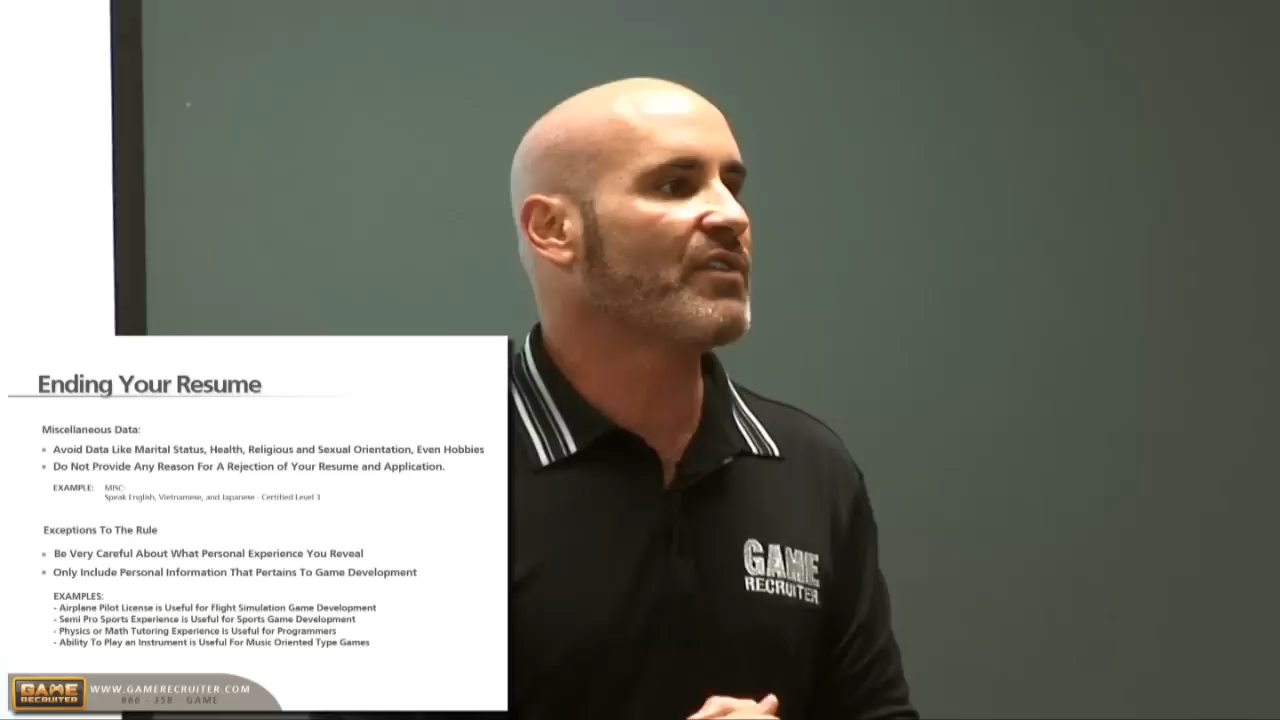 Ending Your Resume
Miscellaneous Data:
Avoid Data Like Marital Status, Health, Religious and Sexual Orientation, Even Hobbies
Do Not Provide Any Reason For A Rejection of Your Resume and Application.
EXAMPLE: MISC:
Speak English, Vietnamese, and Japanese - Certified Level 3
Exceptions To The Rule
Be Very Careful About What Personal Experience You Reveal
Only Include Personal Information That Pertains To Game Development
EXAMPLES:
- Airplane Pilot License is Useful for Flight Simulation Game Development
- Semi Pro Sports Experience is Useful for Sports Game Development
- Physics or Math Tutoring Experience is Useful for Programmers
- Ability To Play an Instrument is Useful For Music Oriented Type Games
GAME
RECRUITER
WWW.GAMERECRUITER.COM
866 - 358 - GAME
GAME
RECRUITER